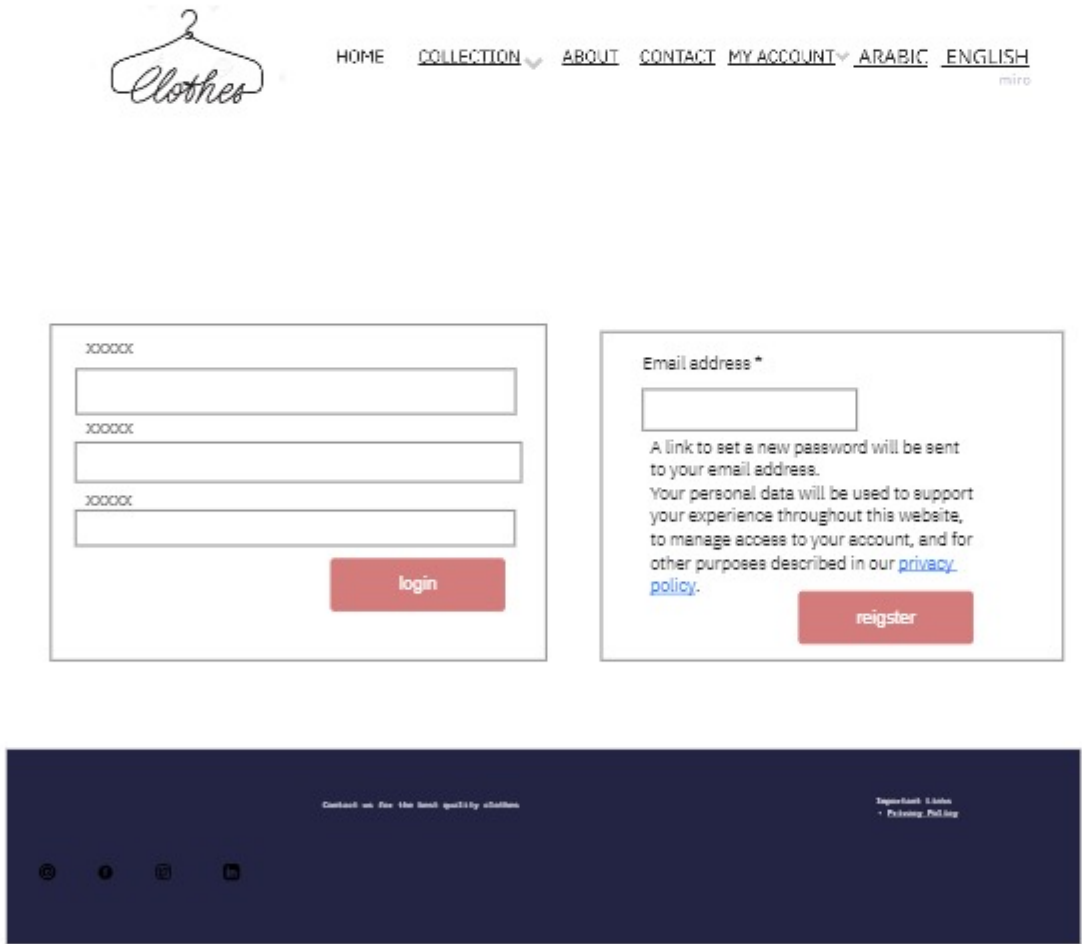 Clothes
HOME COLLECTION ABOUT CONTACT MY ACCOUNT ARABIC ENGLISH
miro
xxxxx
xxxxx
xxxxx
login
Email address *
A link to set a new password will be sent
to your email address.
Your personal data will be used to support
your experience throughout this website,
to manage access to your account, and for
other purposes described in our privacy
policy.
reigster
Contact us for the best quality clothes
Important Links
· Privacy Policy